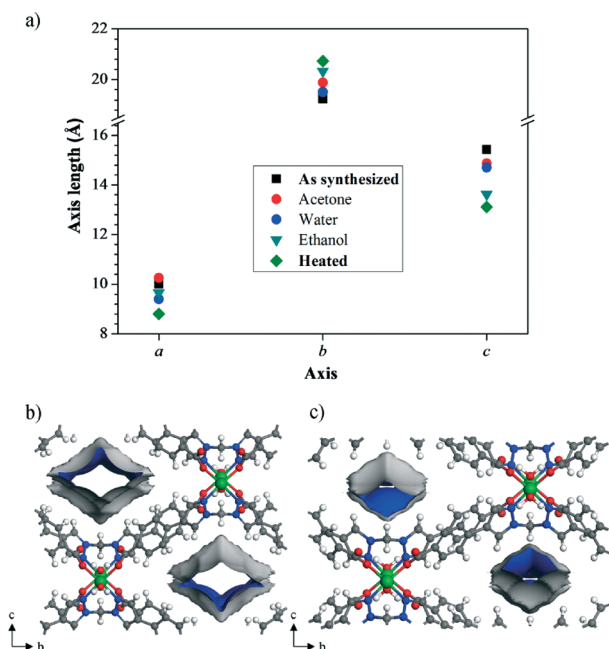 a)
22
20
16
14
12
10
8
Axis length (Å)
As synthesized
Acetone
Water
Ethanol
Heated
a
b
c
Axis
b)
c)
c
b
c
b